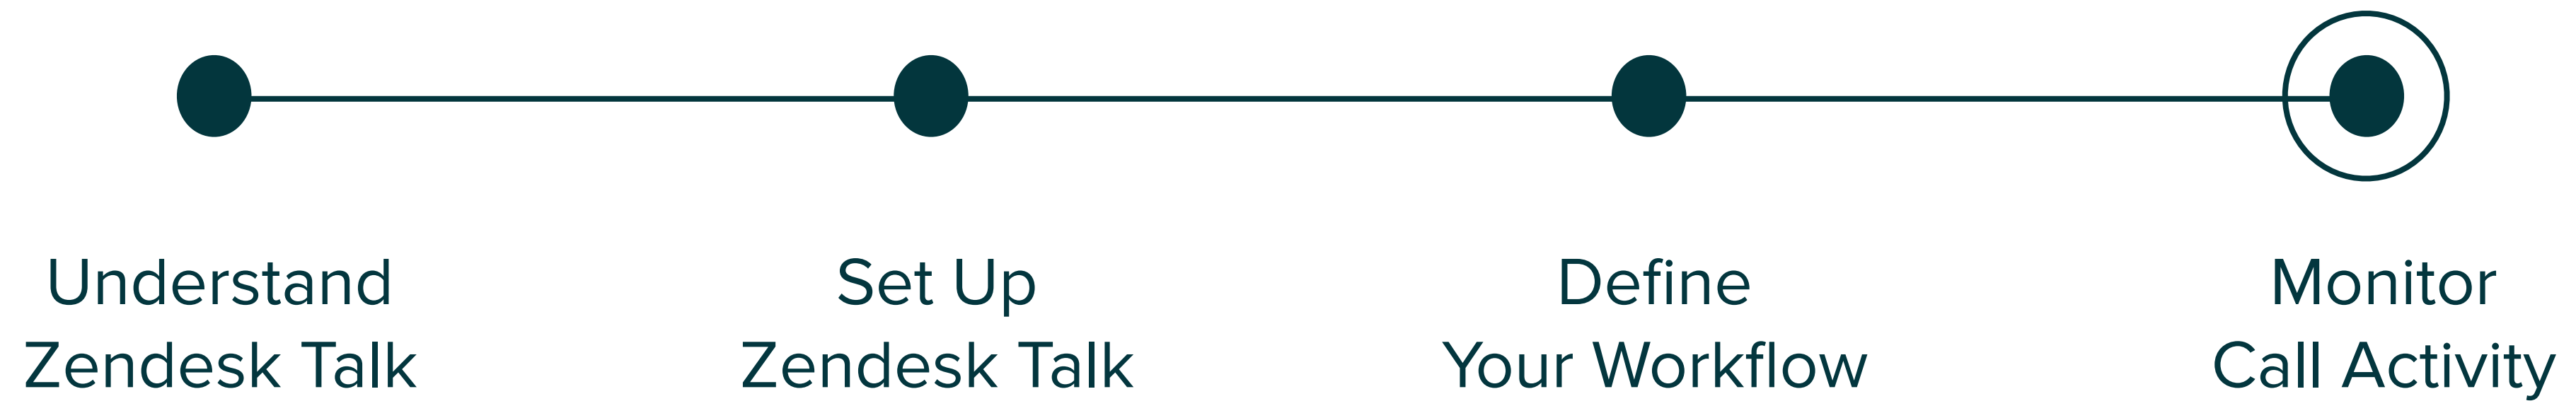 Understand
Zendesk Talk
Set Up
Zendesk Talk
Define
Your Workflow
Monitor
Call Activity